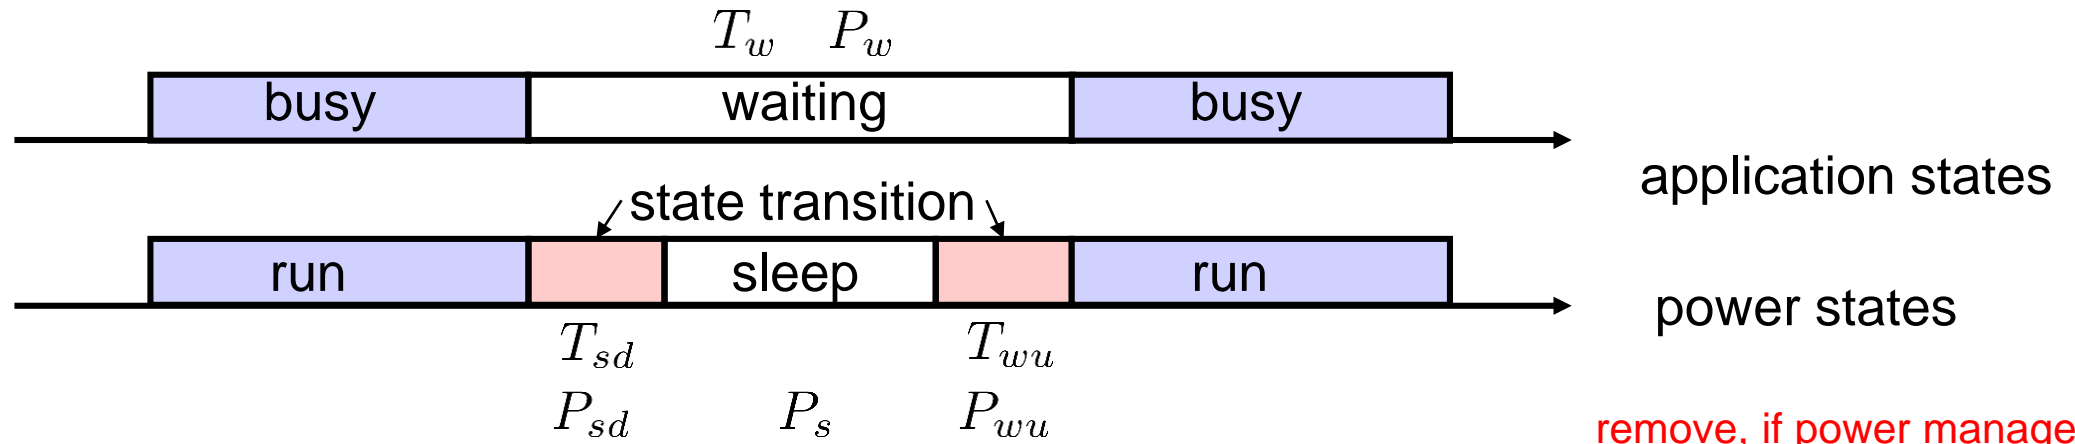 T_w P_w
busy waiting busy
application states
state transition
run sleep run
power states
T_sd T_wu
P_sd P_s P_wu
remove, if power manage